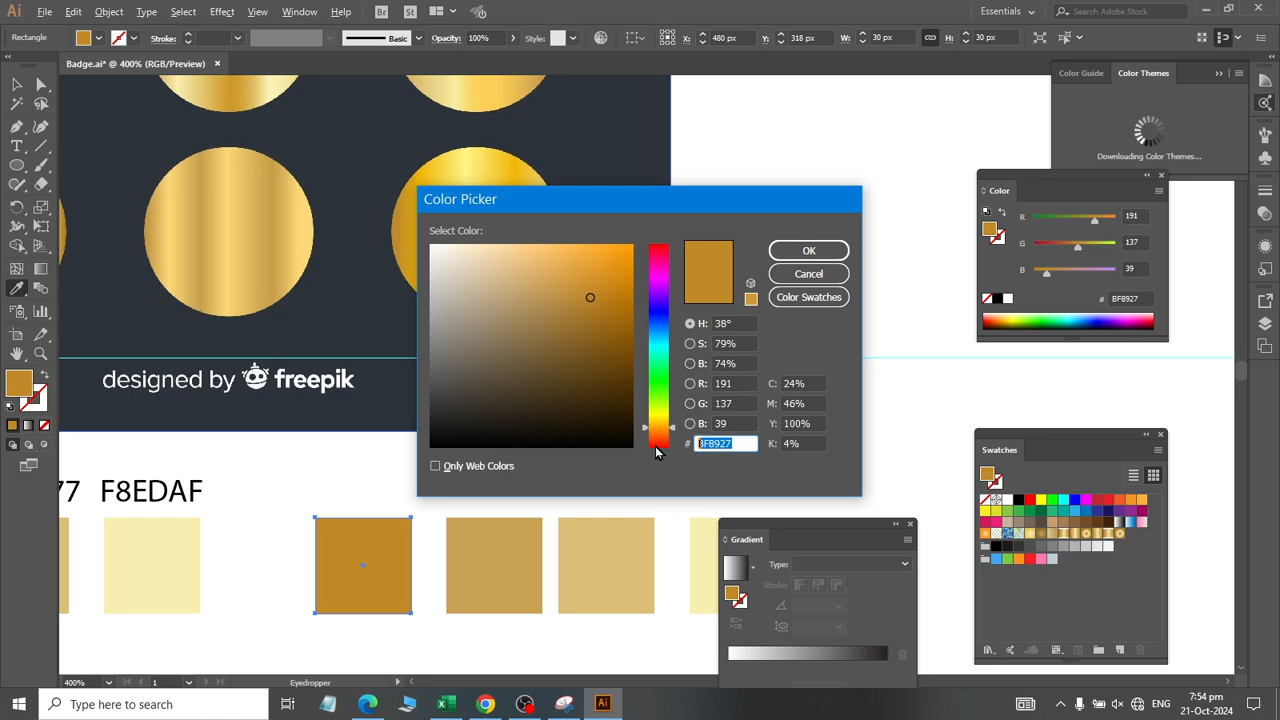 Ai File Edit Object Type Select Effect View Window Help Br St Essentials Search Adobe Stock
Rectangle Stroke: Basic Opacity: 100% Style: X: 480 px Y: 318 px W: 30 px H: 30 px
Badge.ai* @ 400% (RGB/Preview) ×
Color Guide Color Themes
Downloading Color Themes...
Color
R 191
G 137
B 39
# BF8927
Color Picker
Select Color:
OK
Cancel
Color Swatches
H: 38°
S: 79%
B: 74%
R: 191 C: 24%
G: 137 M: 46%
B: 39 Y: 100%
# BF8927 K: 4%
Only Web Colors
designed by freepik
77 F8EDAF
Swatches
Gradient
Type:
Stroke:
400% 1 Eyedropper
Type here to search
ENG
7:54 pm
21-Oct-2024